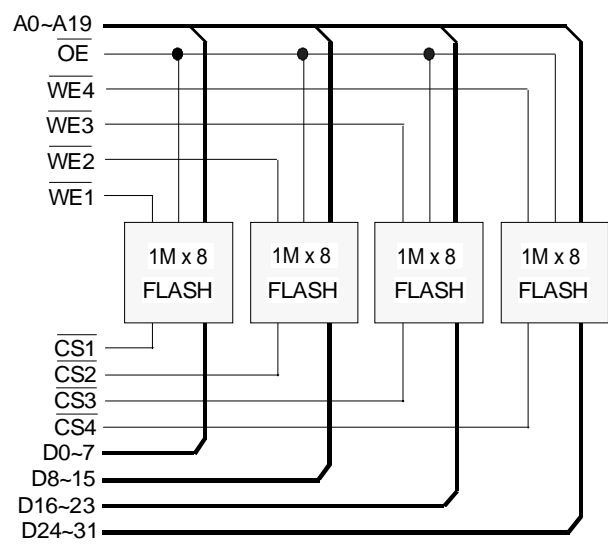 A0~A19
OE
WE4
WE3
WE2
WE1
1M x 8
FLASH
1M x 8
FLASH
1M x 8
FLASH
1M x 8
FLASH
CS1
CS2
CS3
CS4
D0~7
D8~15
D16~23
D24~31